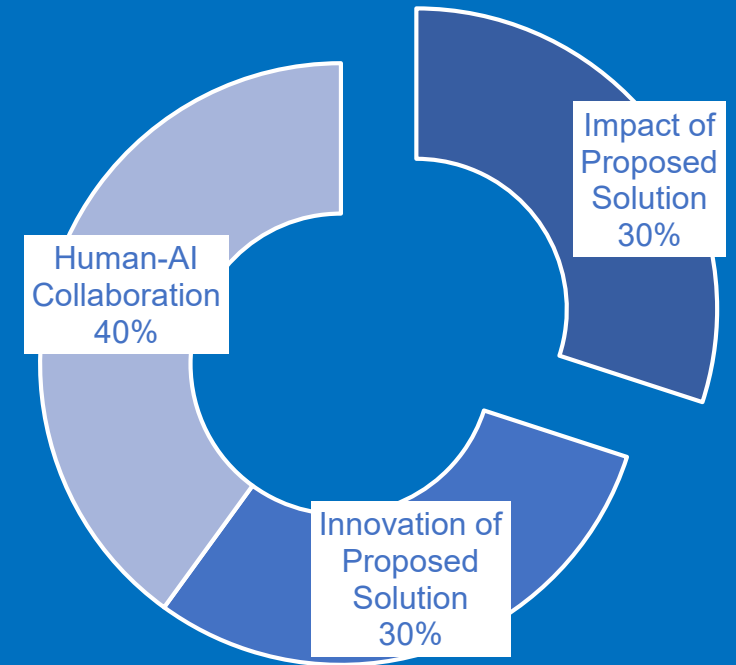 Impact of
Proposed
Solution
30%
Human-AI
Collaboration
40%
Innovation of
Proposed
Solution
30%